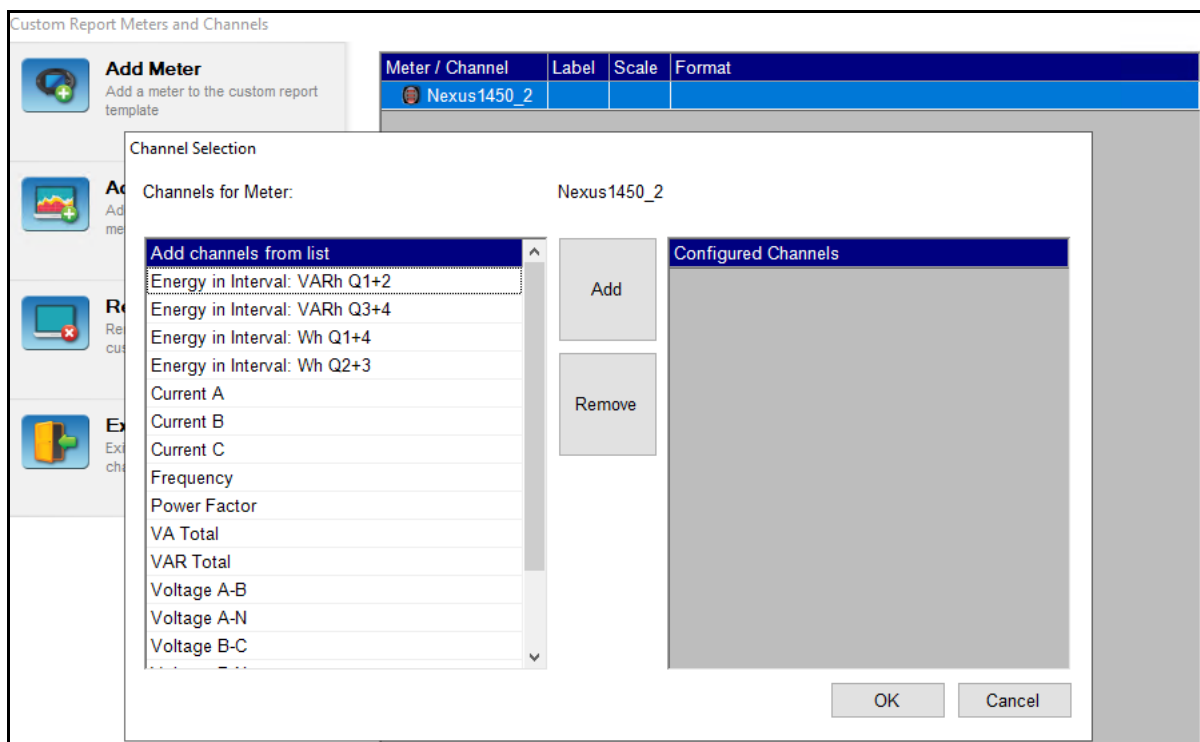 Custom Report Meters and Channels
Add Meter
Add a meter to the custom report
template
Meter / Channel Label Scale Format
Nexus1450_2
Channel Selection
Channels for Meter: Nexus1450_2
Add channels from list
Energy in Interval: VARh Q1+2
Energy in Interval: VARh Q3+4
Energy in Interval: Wh Q1+4
Energy in Interval: Wh Q2+3
Current A
Current B
Current C
Frequency
Power Factor
VA Total
VAR Total
Voltage A-B
Voltage A-N
Voltage B-C
Add
Remove
Configured Channels
OK Cancel